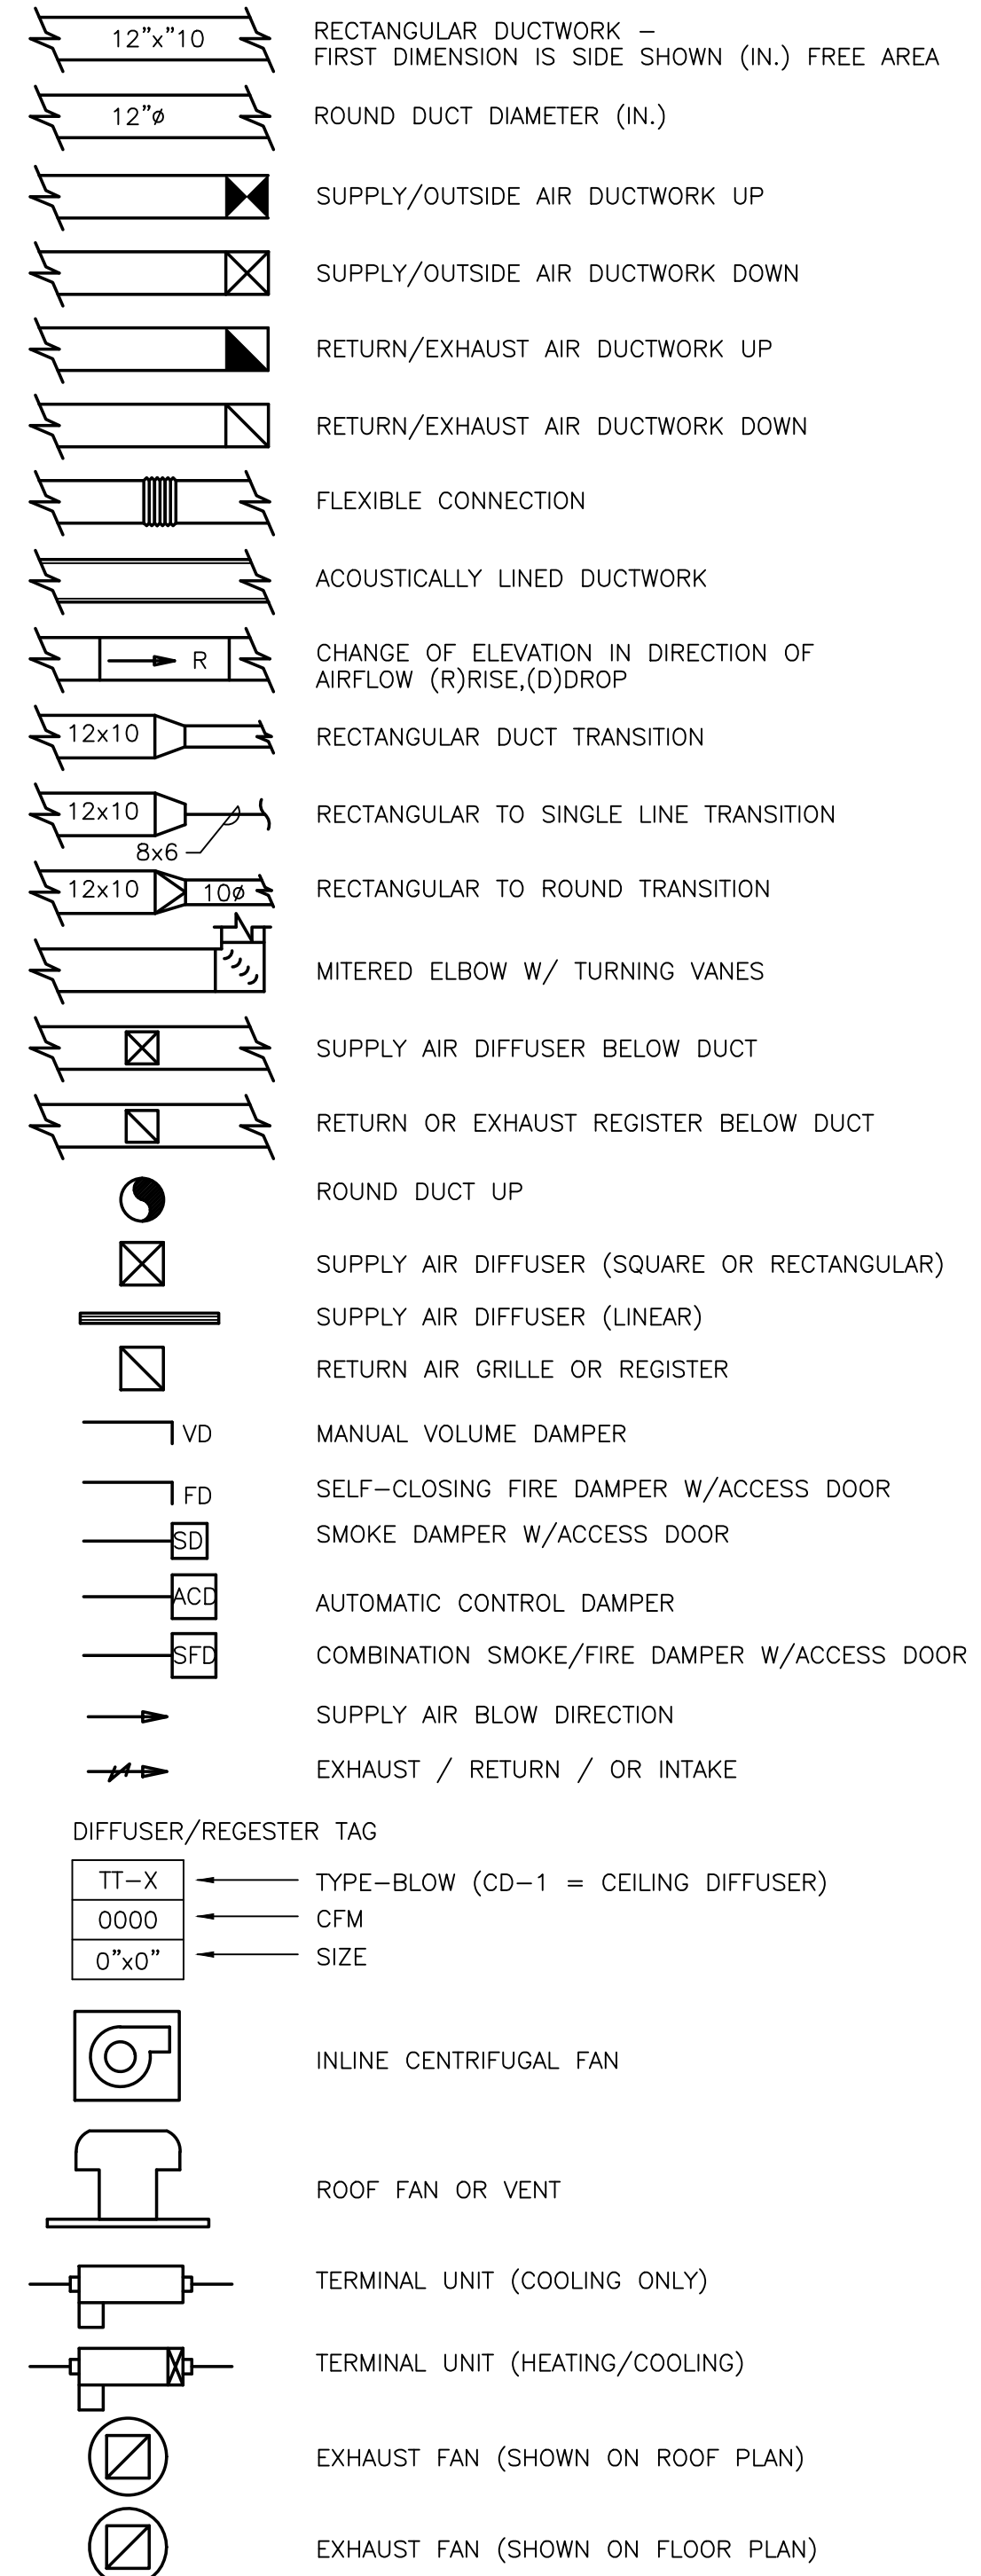 12”x”10 RECTANGULAR DUCTWORK –
FIRST DIMENSION IS SIDE SHOWN (IN.) FREE AREA
12”ø ROUND DUCT DIAMETER (IN.)
SUPPLY/OUTSIDE AIR DUCTWORK UP
SUPPLY/OUTSIDE AIR DUCTWORK DOWN
RETURN/EXHAUST AIR DUCTWORK UP
RETURN/EXHAUST AIR DUCTWORK DOWN
FLEXIBLE CONNECTION
ACOUSTICALLY LINED DUCTWORK
R CHANGE OF ELEVATION IN DIRECTION OF
AIRFLOW (R)RISE,(D)DROP
12x10 RECTANGULAR DUCT TRANSITION
12x10 RECTANGULAR TO SINGLE LINE TRANSITION
8x6
12x10 10ø RECTANGULAR TO ROUND TRANSITION
MITERED ELBOW W/ TURNING VANES
SUPPLY AIR DIFFUSER BELOW DUCT
RETURN OR EXHAUST REGISTER BELOW DUCT
ROUND DUCT UP
SUPPLY AIR DIFFUSER (SQUARE OR RECTANGULAR)
SUPPLY AIR DIFFUSER (LINEAR)
RETURN AIR GRILLE OR REGISTER
VD MANUAL VOLUME DAMPER
FD SELF–CLOSING FIRE DAMPER W/ACCESS DOOR
SD SMOKE DAMPER W/ACCESS DOOR
ACD AUTOMATIC CONTROL DAMPER
SFD COMBINATION SMOKE/FIRE DAMPER W/ACCESS DOOR
SUPPLY AIR BLOW DIRECTION
EXHAUST / RETURN / OR INTAKE
DIFFUSER/REGESTER TAG
TT–X TYPE–BLOW (CD–1 = CEILING DIFFUSER)
0000 CFM
0”x0” SIZE
INLINE CENTRIFUGAL FAN
ROOF FAN OR VENT
TERMINAL UNIT (COOLING ONLY)
TERMINAL UNIT (HEATING/COOLING)
EXHAUST FAN (SHOWN ON ROOF PLAN)
EXHAUST FAN (SHOWN ON FLOOR PLAN)